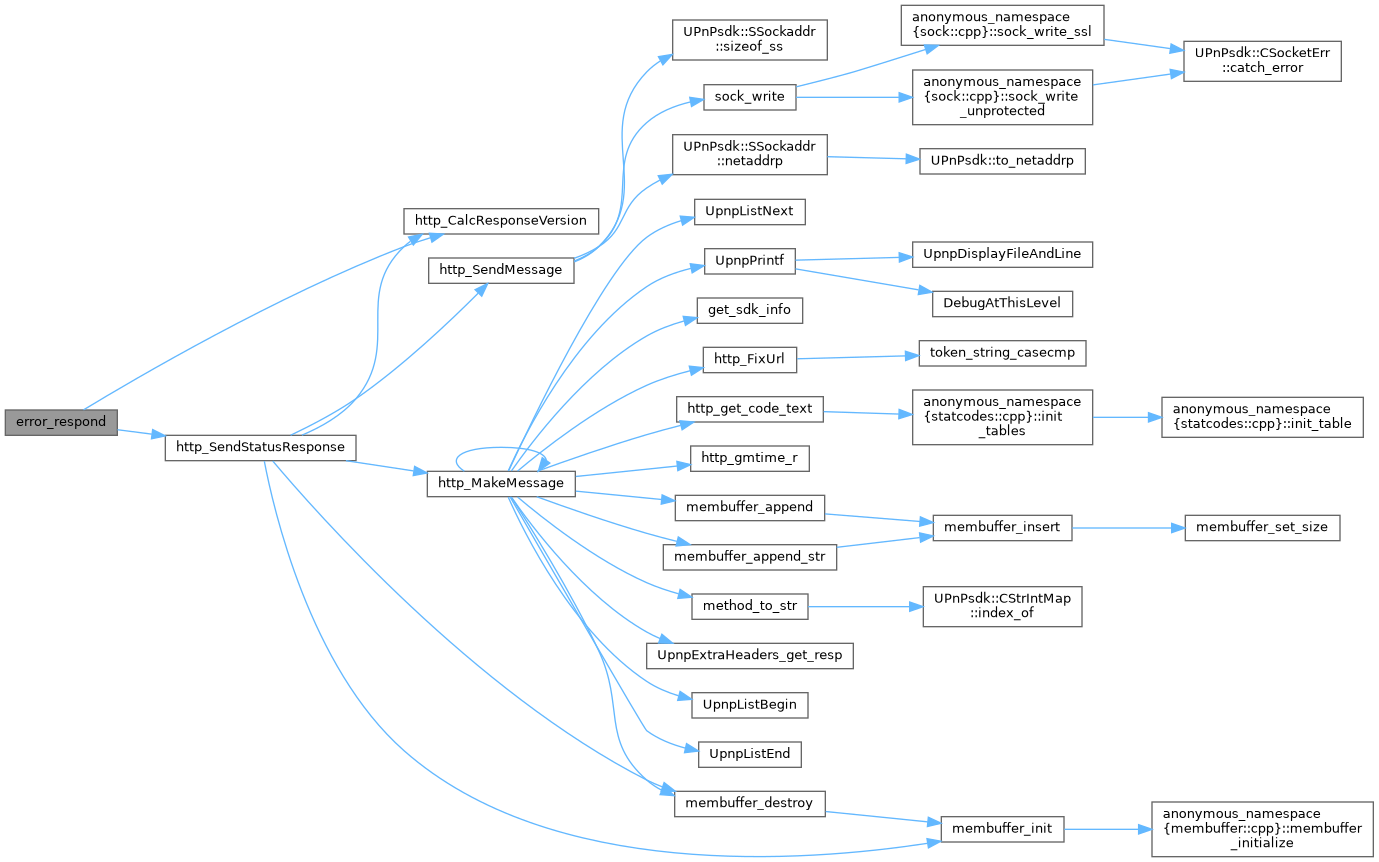 error_respond
http_CalcResponseVersion
http_SendStatusResponse
http_SendMessage
http_MakeMessage
UPnPsdk::SSockaddr
::sizeof_ss
sock_write
UPnPsdk::SSockaddr
::netaddrp
UpnpListNext
UpnpPrintf
get_sdk_info
http_FixUrl
http_get_code_text
http_gmtime_r
membuffer_append
membuffer_append_str
method_to_str
UpnpExtraHeaders_get_resp
UpnpListBegin
UpnpListEnd
membuffer_destroy
anonymous_namespace
{sock::cpp}::sock_write_ssl
anonymous_namespace
{sock::cpp}::sock_write
_unprotected
UPnPsdk::to_netaddrp
UpnpDisplayFileAndLine
DebugAtThisLevel
token_string_casecmp
anonymous_namespace
{statcodes::cpp}::init
_tables
membuffer_insert
UPnPsdk::CStrIntMap
::index_of
membuffer_init
UPnPsdk::CSocketErr
::catch_error
anonymous_namespace
{statcodes::cpp}::init_table
membuffer_set_size
anonymous_namespace
{membuffer::cpp}::membuffer
_initialize